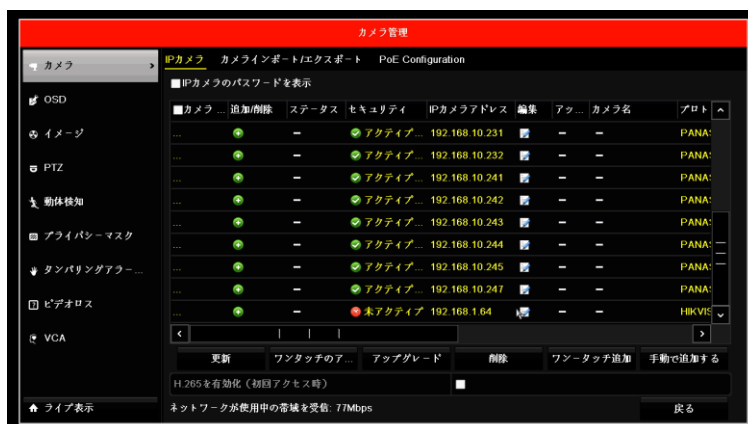 カメラ管理
カメラ
OSD
イメージ
PTZ
動体検知
プライバシーマスク
タンパリングアラー...
ビデオロス
VCA
ライブ表示
IPカメラ カメラインポート/エクスポート PoE Configuration
IPカメラのパスワードを表示
カメラ ... 追加/削除 ステータス セキュリティ IPカメラアドレス 編集 アッ... カメラ名 プロト
... – アクティブ... 192.168.10.231 – – PANAS
... – アクティブ... 192.168.10.232 – – PANAS
... – アクティブ... 192.168.10.241 – – PANAS
... – アクティブ... 192.168.10.242 – – PANAS
... – アクティブ... 192.168.10.243 – – PANAS
... – アクティブ... 192.168.10.244 – – PANAS
... – アクティブ... 192.168.10.245 – – PANAS
... – アクティブ... 192.168.10.247 – – PANAS
... – 未アクティブ 192.168.1.64 – – HIKVIS
更新 ワンタッチのア... アップグレード 削除 ワンータッチ追加 手動で追加する
H.265を有効化（初回アクセス時）
ネットワークが使用中の帯域を受信: 77Mbps
戻る